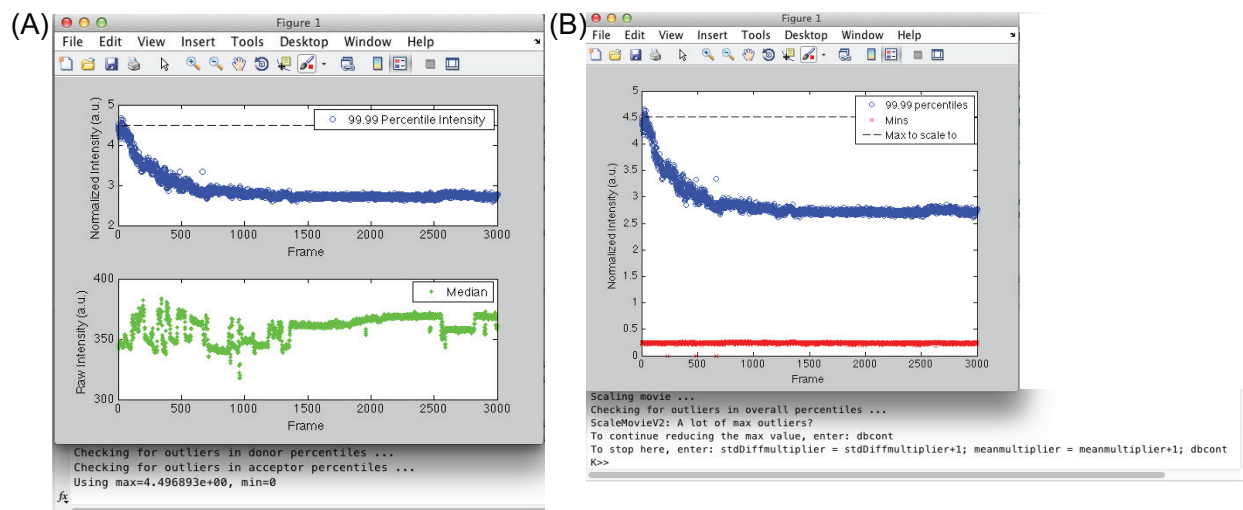 (A)
Figure 1
File Edit View Insert Tools Desktop Window Help
5
4
3
2
Normalized Intensity (a.u.)
99.99 Percentile Intensity
0 500 1000 1500 2000 2500 3000
Frame
400
350
300
Raw Intensity (a.u.)
Median
0 500 1000 1500 2000 2500 3000
Frame
Checking for outliers in donor percentiles ...
Checking for outliers in acceptor percentiles ...
Using max=4.496893e+00, min=0
fx
(B)
Figure 1
File Edit View Insert Tools Desktop Window Help
5
4.5
4
3.5
3
2.5
2
1.5
1
0.5
0
Normalized Intensity (a.u.)
99.99 percentiles
Mins
Max to scale to
0 500 1000 1500 2000 2500 3000
Frame
Scaling movie ...
Checking for outliers in overall percentiles ...
ScaleMovieV2: A lot of max outliers?
To continue reducing the max value, enter: dbcont
To stop here, enter: stdDiffmultiplier = stdDiffmultiplier+1; meanmultiplier = meanmultiplier+1; dbcont
K>>